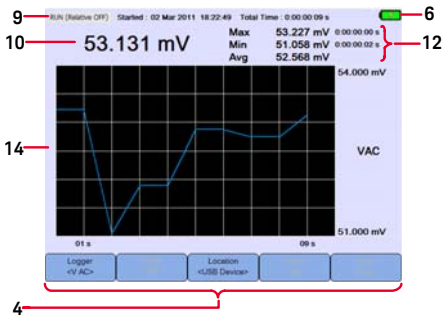 9 RUN (Relative OFF) Started : 02 Mar 2011 18:22:49 Total Time : 0:00:00:09 s 6
10 53.131 mV
Max 53.227 mV 0:00:00:00 s
Min 51.058 mV 0:00:00:02 s
Avg 52.568 mV
12
54.000 mV
14
VAC
51.000 mV
01 s 09 s
Logger Location
<V AC> <USB Device>
4